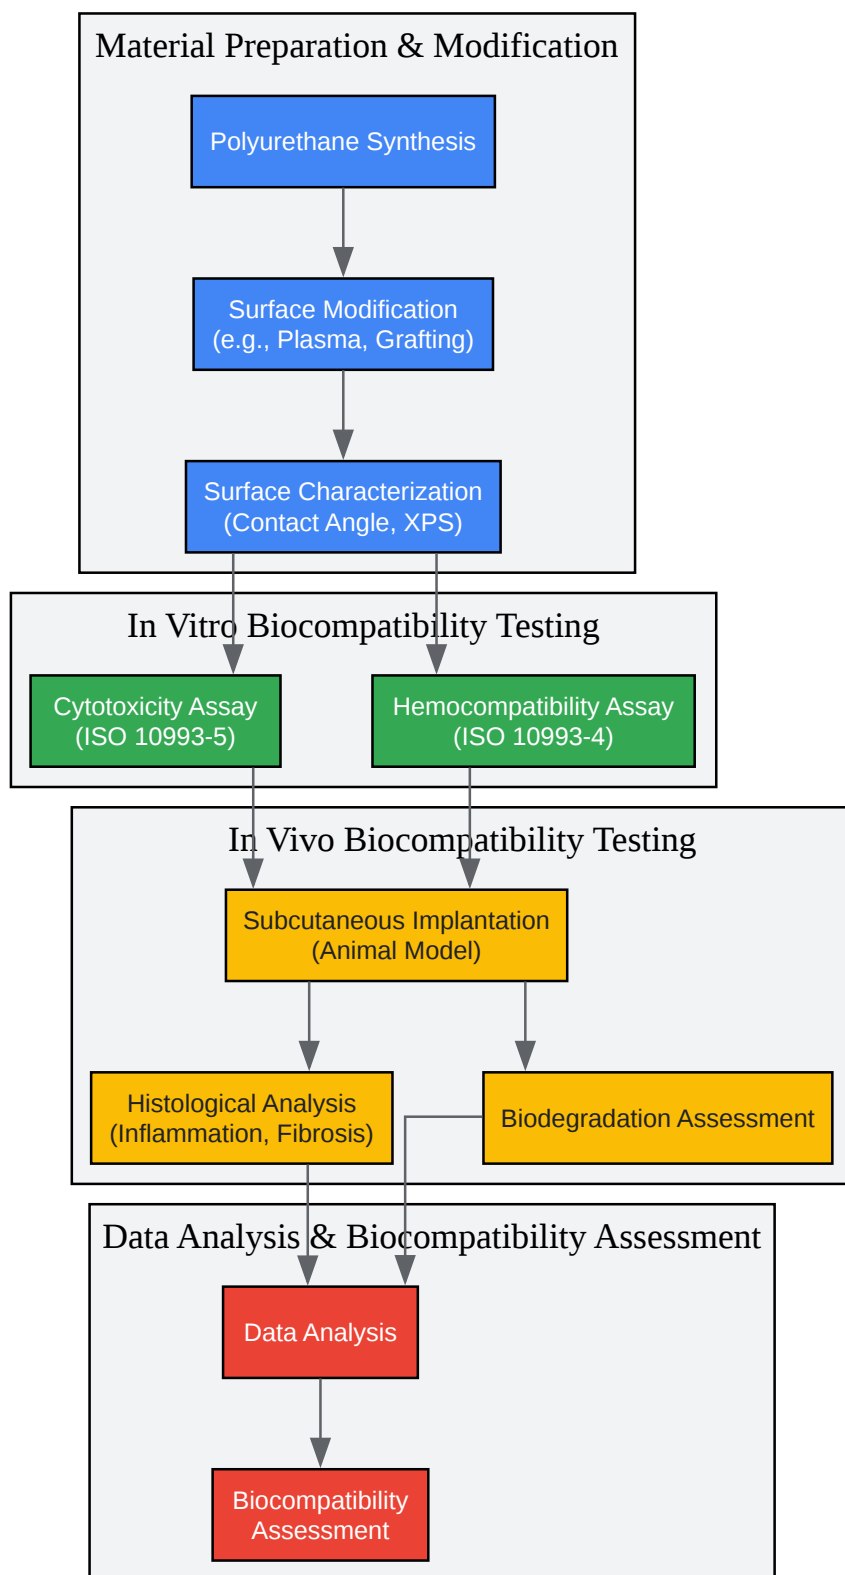 Material Preparation & Modification
Polyurethane Synthesis
Surface Modification
(e.g., Plasma, Grafting)
Surface Characterization
(Contact Angle, XPS)
In Vitro Biocompatibility Testing
Cytotoxicity Assay
(ISO 10993-5)
Hemocompatibility Assay
(ISO 10993-4)
In Vivo Biocompatibility Testing
Subcutaneous Implantation
(Animal Model)
Histological Analysis
(Inflammation, Fibrosis)
Biodegradation Assessment
Data Analysis & Biocompatibility Assessment
Data Analysis
Biocompatibility
Assessment